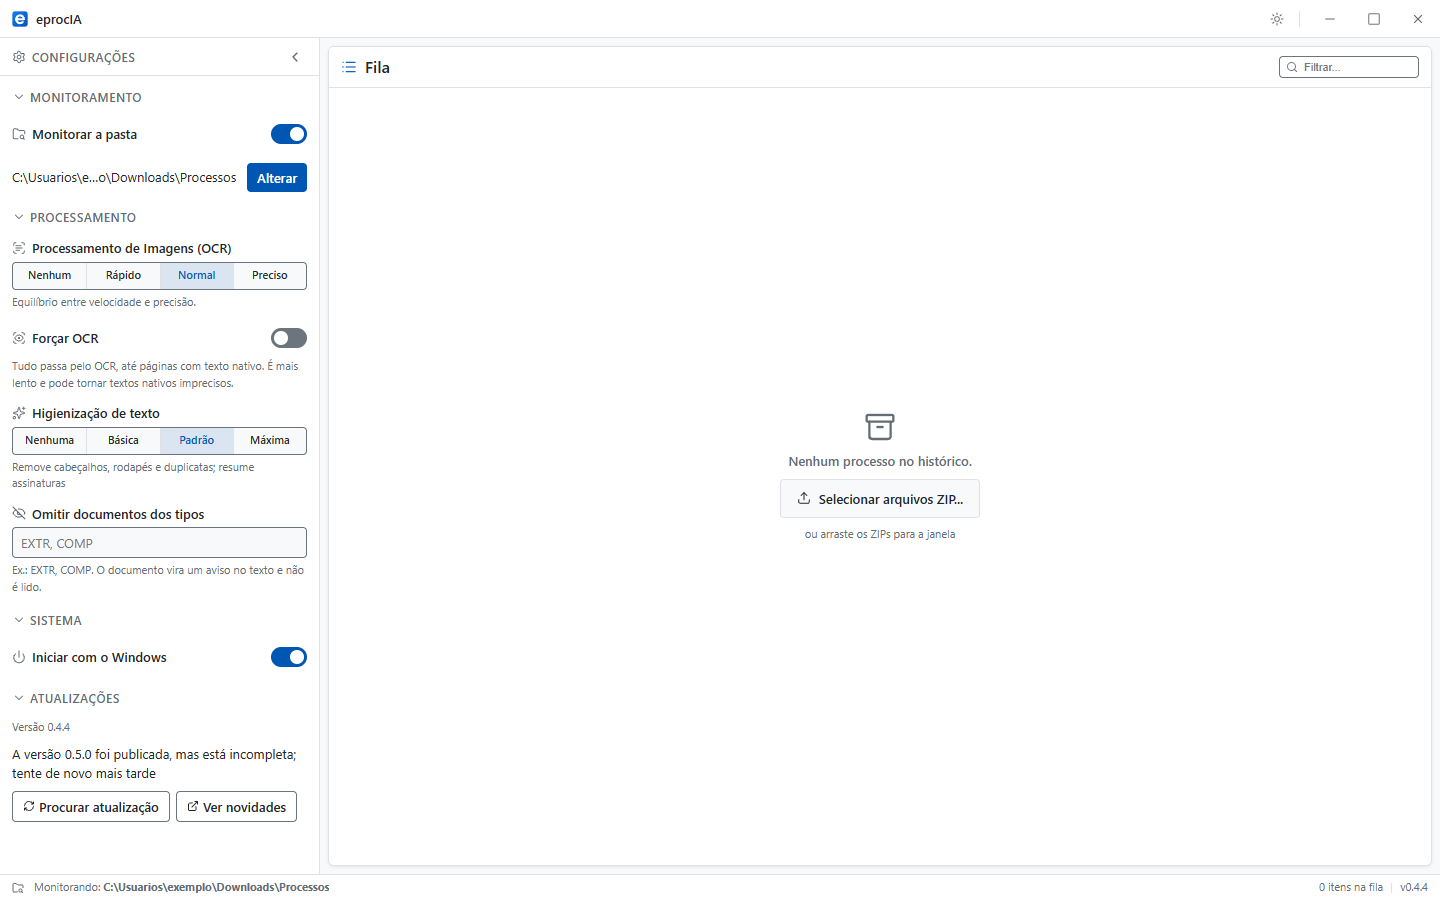 eprocIA
CONFIGURAÇÕES
MONITORAMENTO
Monitorar a pasta
C:\Usuarios\e...o\Downloads\Processos
Alterar
PROCESSAMENTO
Processamento de Imagens (OCR)
Nenhum
Rápido
Normal
Preciso
Equilíbrio entre velocidade e precisão.
Forçar OCR
Tudo passa pelo OCR, até páginas com texto nativo. É mais
lento e pode tornar textos nativos imprecisos.
Higienização de texto
Nenhuma
Básica
Padrão
Máxima
Remove cabeçalhos, rodapés e duplicatas; resume
assinaturas
Omitir documentos dos tipos
EXTR, COMP
Ex.: EXTR, COMP. O documento vira um aviso no texto e não
é lido.
SISTEMA
Iniciar com o Windows
ATUALIZAÇÕES
Versão 0.4.4
A versão 0.5.0 foi publicada, mas está incompleta;
tente de novo mais tarde
Procurar atualização
Ver novidades
Fila
Filtrar...
Nenhum processo no histórico.
Selecionar arquivos ZIP...
ou arraste os ZIPs para a janela
Monitorando: C:\Usuarios\exemplo\Downloads\Processos
0 itens na fila
v0.4.4